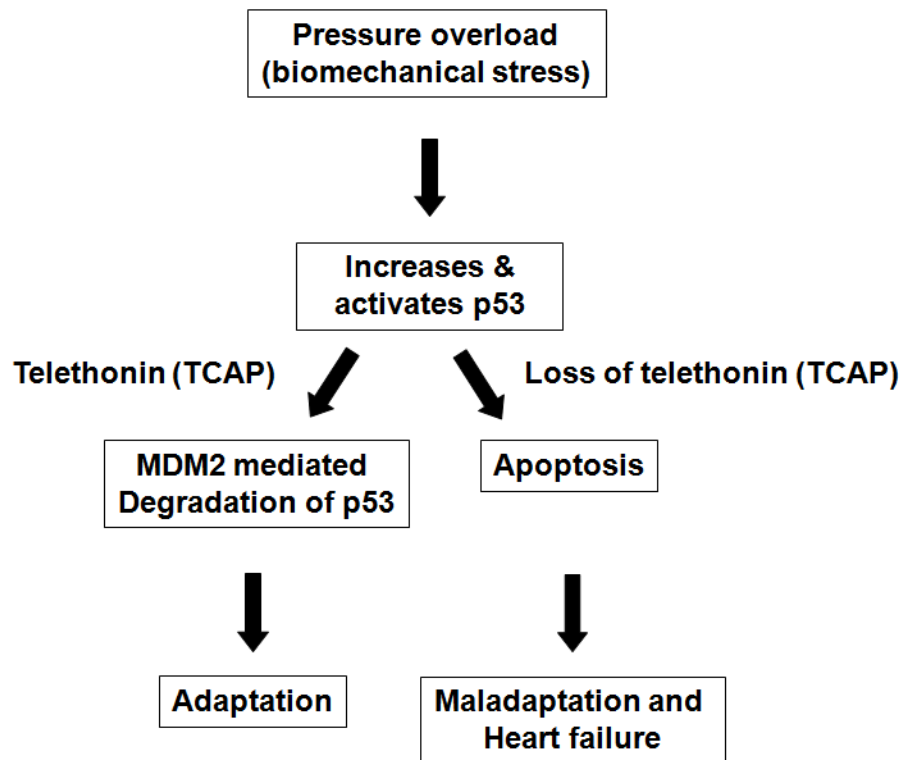 Pressure overload
(biomechanical stress)
Increases &
activates p53
Telethonin (TCAP)
Loss of telethonin (TCAP)
MDM2 mediated
Degradation of p53
Apoptosis
Adaptation
Maladaptation and
Heart failure